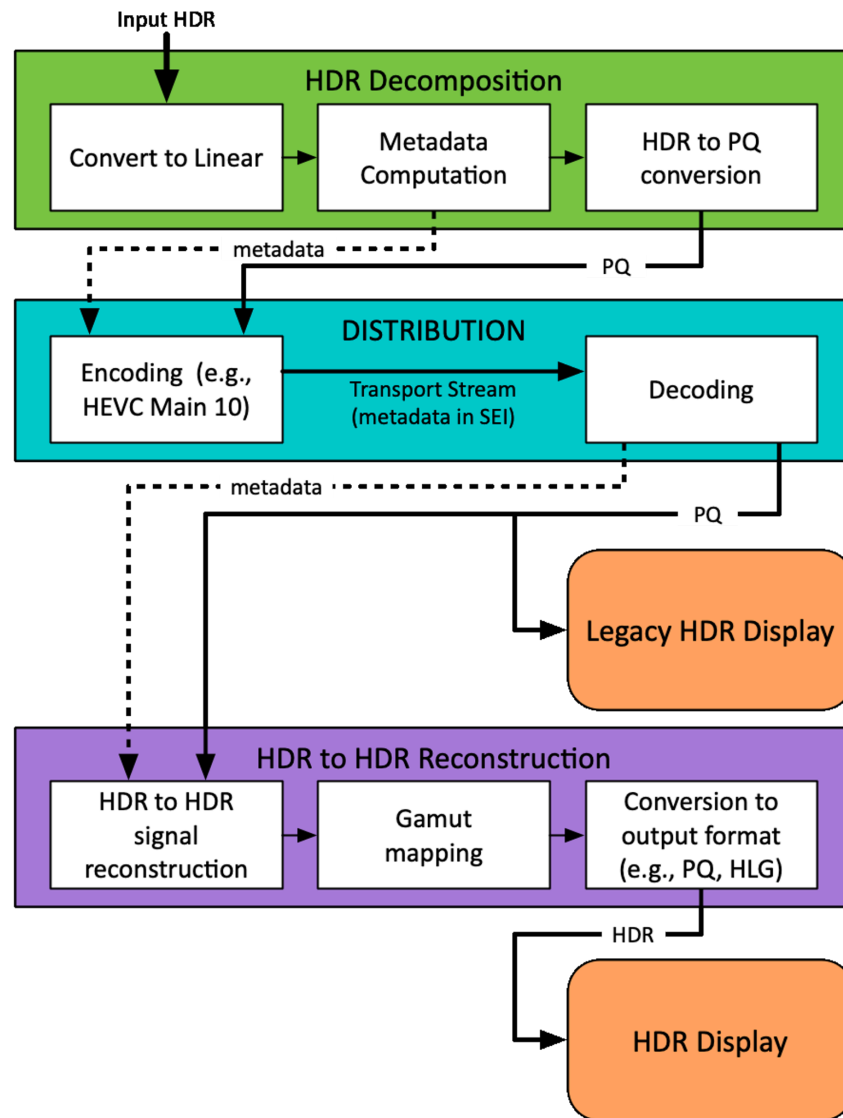 Input HDR
HDR Decomposition
Convert to Linear
Metadata
Computation
HDR to PQ
conversion
metadata
PQ
DISTRIBUTION
Encoding (e.g.,
HEVC Main 10)
Transport Stream
(metadata in SEI)
Decoding
metadata
PQ
Legacy HDR Display
HDR to HDR Reconstruction
HDR to HDR
signal
reconstruction
Gamut
mapping
Conversion to
output format
(e.g., PQ, HLG)
HDR
HDR Display